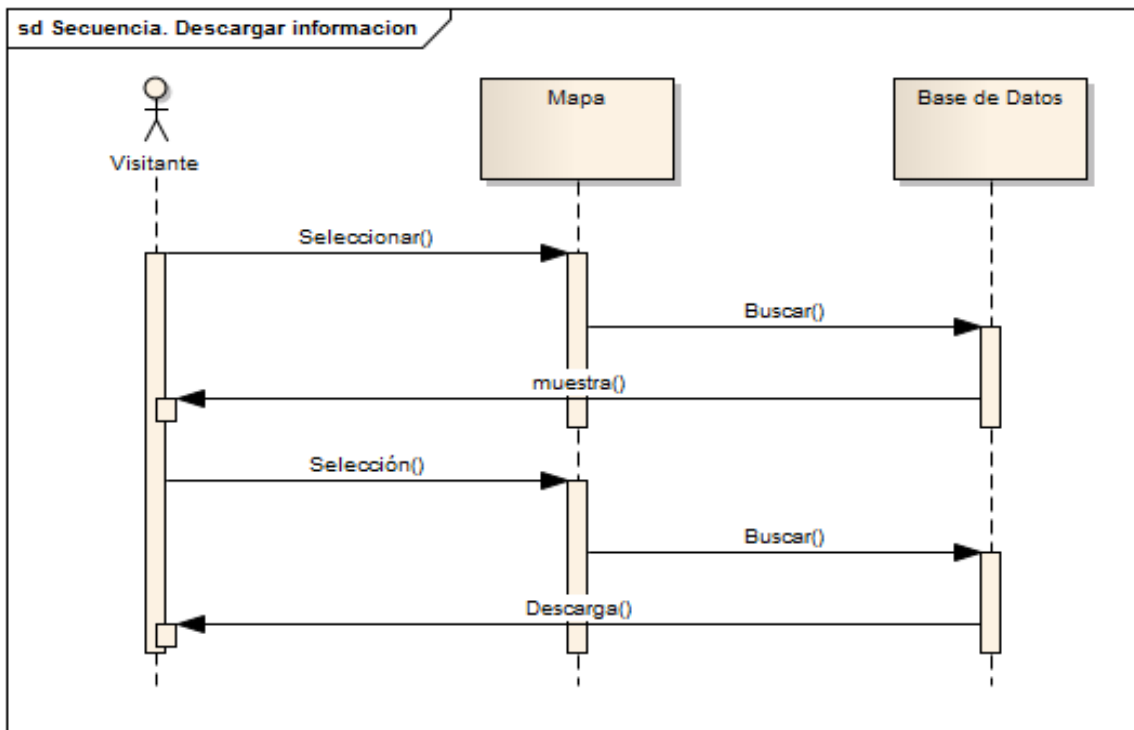 sd Secuencia. Descargar informacion
Visitante
Mapa
Base de Datos
Seleccionar()
Buscar()
muestra()
Selección()
Buscar()
Descarga()